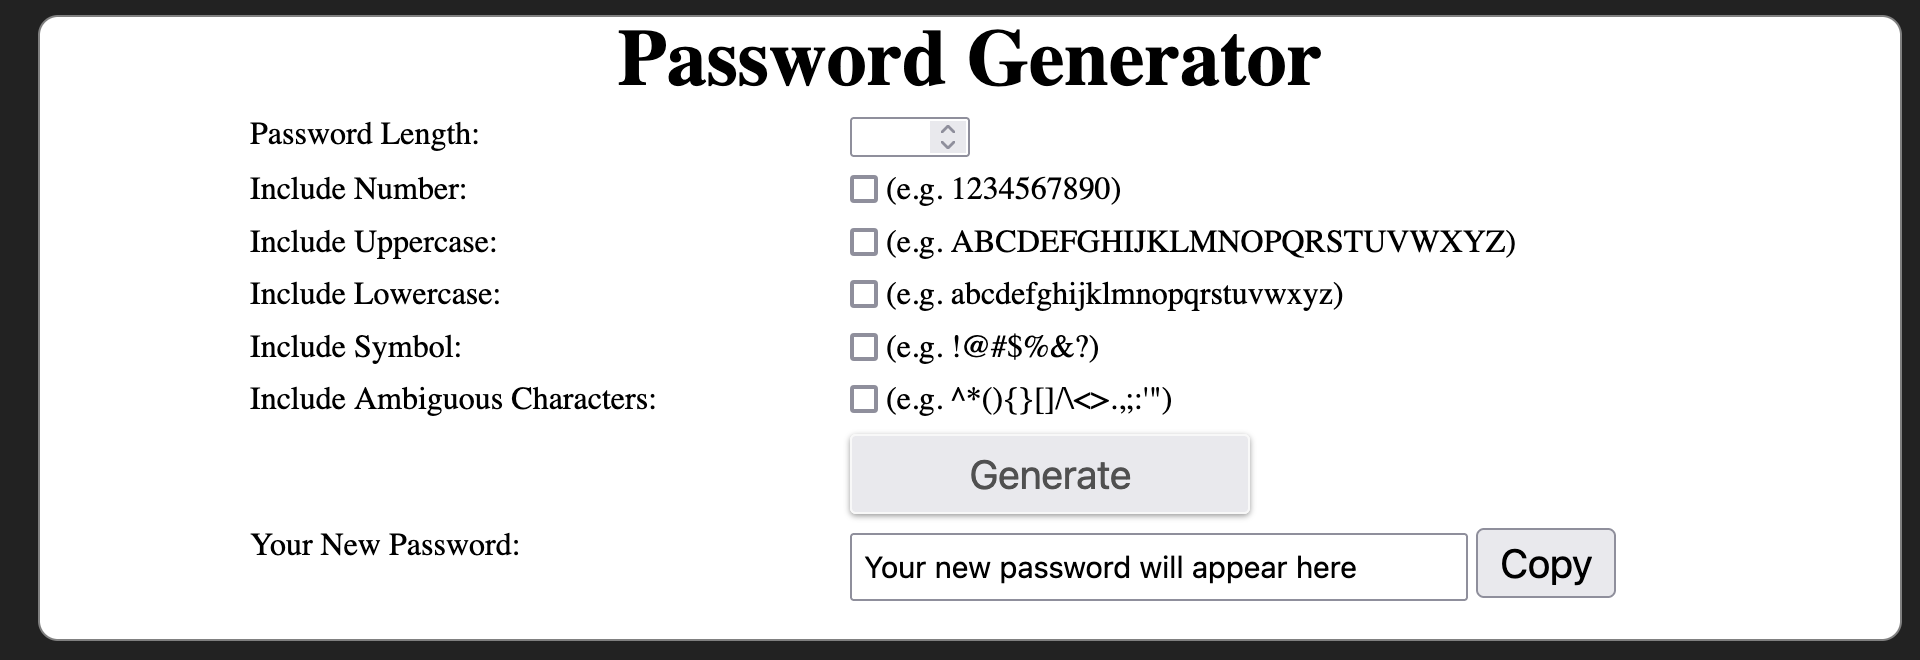 Password Generator
Password Length:
Include Number: (e.g. 1234567890)
Include Uppercase: (e.g. ABCDEFGHIJKLMNOPQRSTUVWXYZ)
Include Lowercase: (e.g. abcdefghijklmnopqrstuvwxyz)
Include Symbol: (e.g. !@#$%&?)
Include Ambiguous Characters: (e.g. ^*(){}[]/\<>.,;:'")
Generate
Your New Password: Your new password will appear here Copy